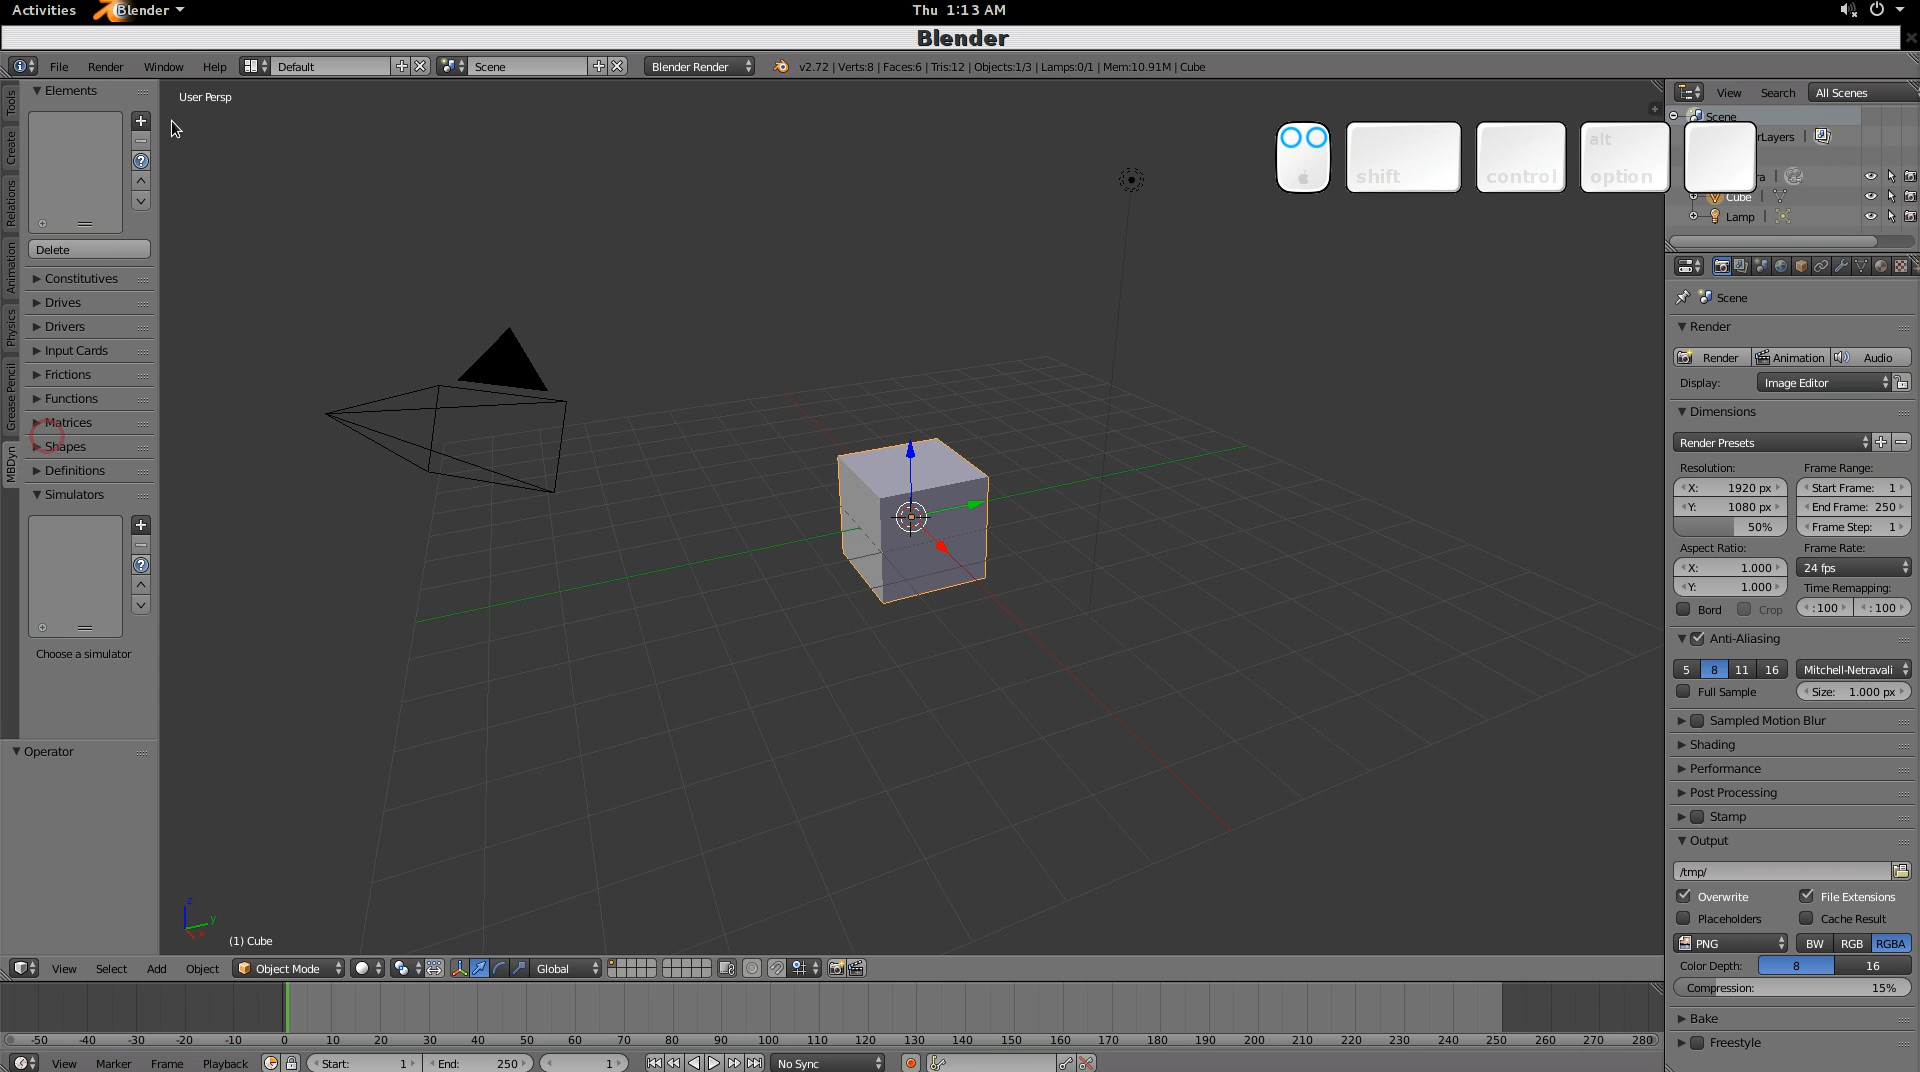 Activities
Blender
Thu 1:13 AM
Blender
File Render Window Help Default Scene Blender Render v2.72 | Verts:8 | Faces:6 | Tris:12 | Objects:1/3 | Lamps:0/1 | Mem:10.91M | Cube
Tools
Create
Relations
Animation
Physics
Grease Pencil
MBDyn
Elements
Delete
Constitutives
Drives
Drivers
Input Cards
Frictions
Functions
Matrices
Shapes
Definitions
Simulators
Choose a simulator
Operator
User Persp
shift
control
alt
option
z
y
x
(1) Cube
View Select Add Object Object Mode Global
-50 -40 -30 -20 -10 0 10 20 30 40 50 60 70 80 90 100 110 120 130 140 150 160 170 180 190 200 210 220 230 240 250 260 270 280
View Marker Frame Playback Start: 1 End: 250 1 No Sync
View Search All Scenes
Scene
rLayers
ra
Cube
Lamp
Scene
Render
Render Animation Audio
Display: Image Editor
Dimensions
Render Presets
Resolution: Frame Range:
X: 1920 px Start Frame: 1
Y: 1080 px End Frame: 250
50% Frame Step: 1
Aspect Ratio: Frame Rate:
X: 1.000 24 fps
Y: 1.000 Time Remapping:
Bord Crop :100 :100
Anti-Aliasing
5 8 11 16 Mitchell-Netravali
Full Sample Size: 1.000 px
Sampled Motion Blur
Shading
Performance
Post Processing
Stamp
Output
/tmp/
Overwrite File Extensions
Placeholders Cache Result
PNG BW RGB RGBA
Color Depth: 8 16
Compression: 15%
Bake
Freestyle